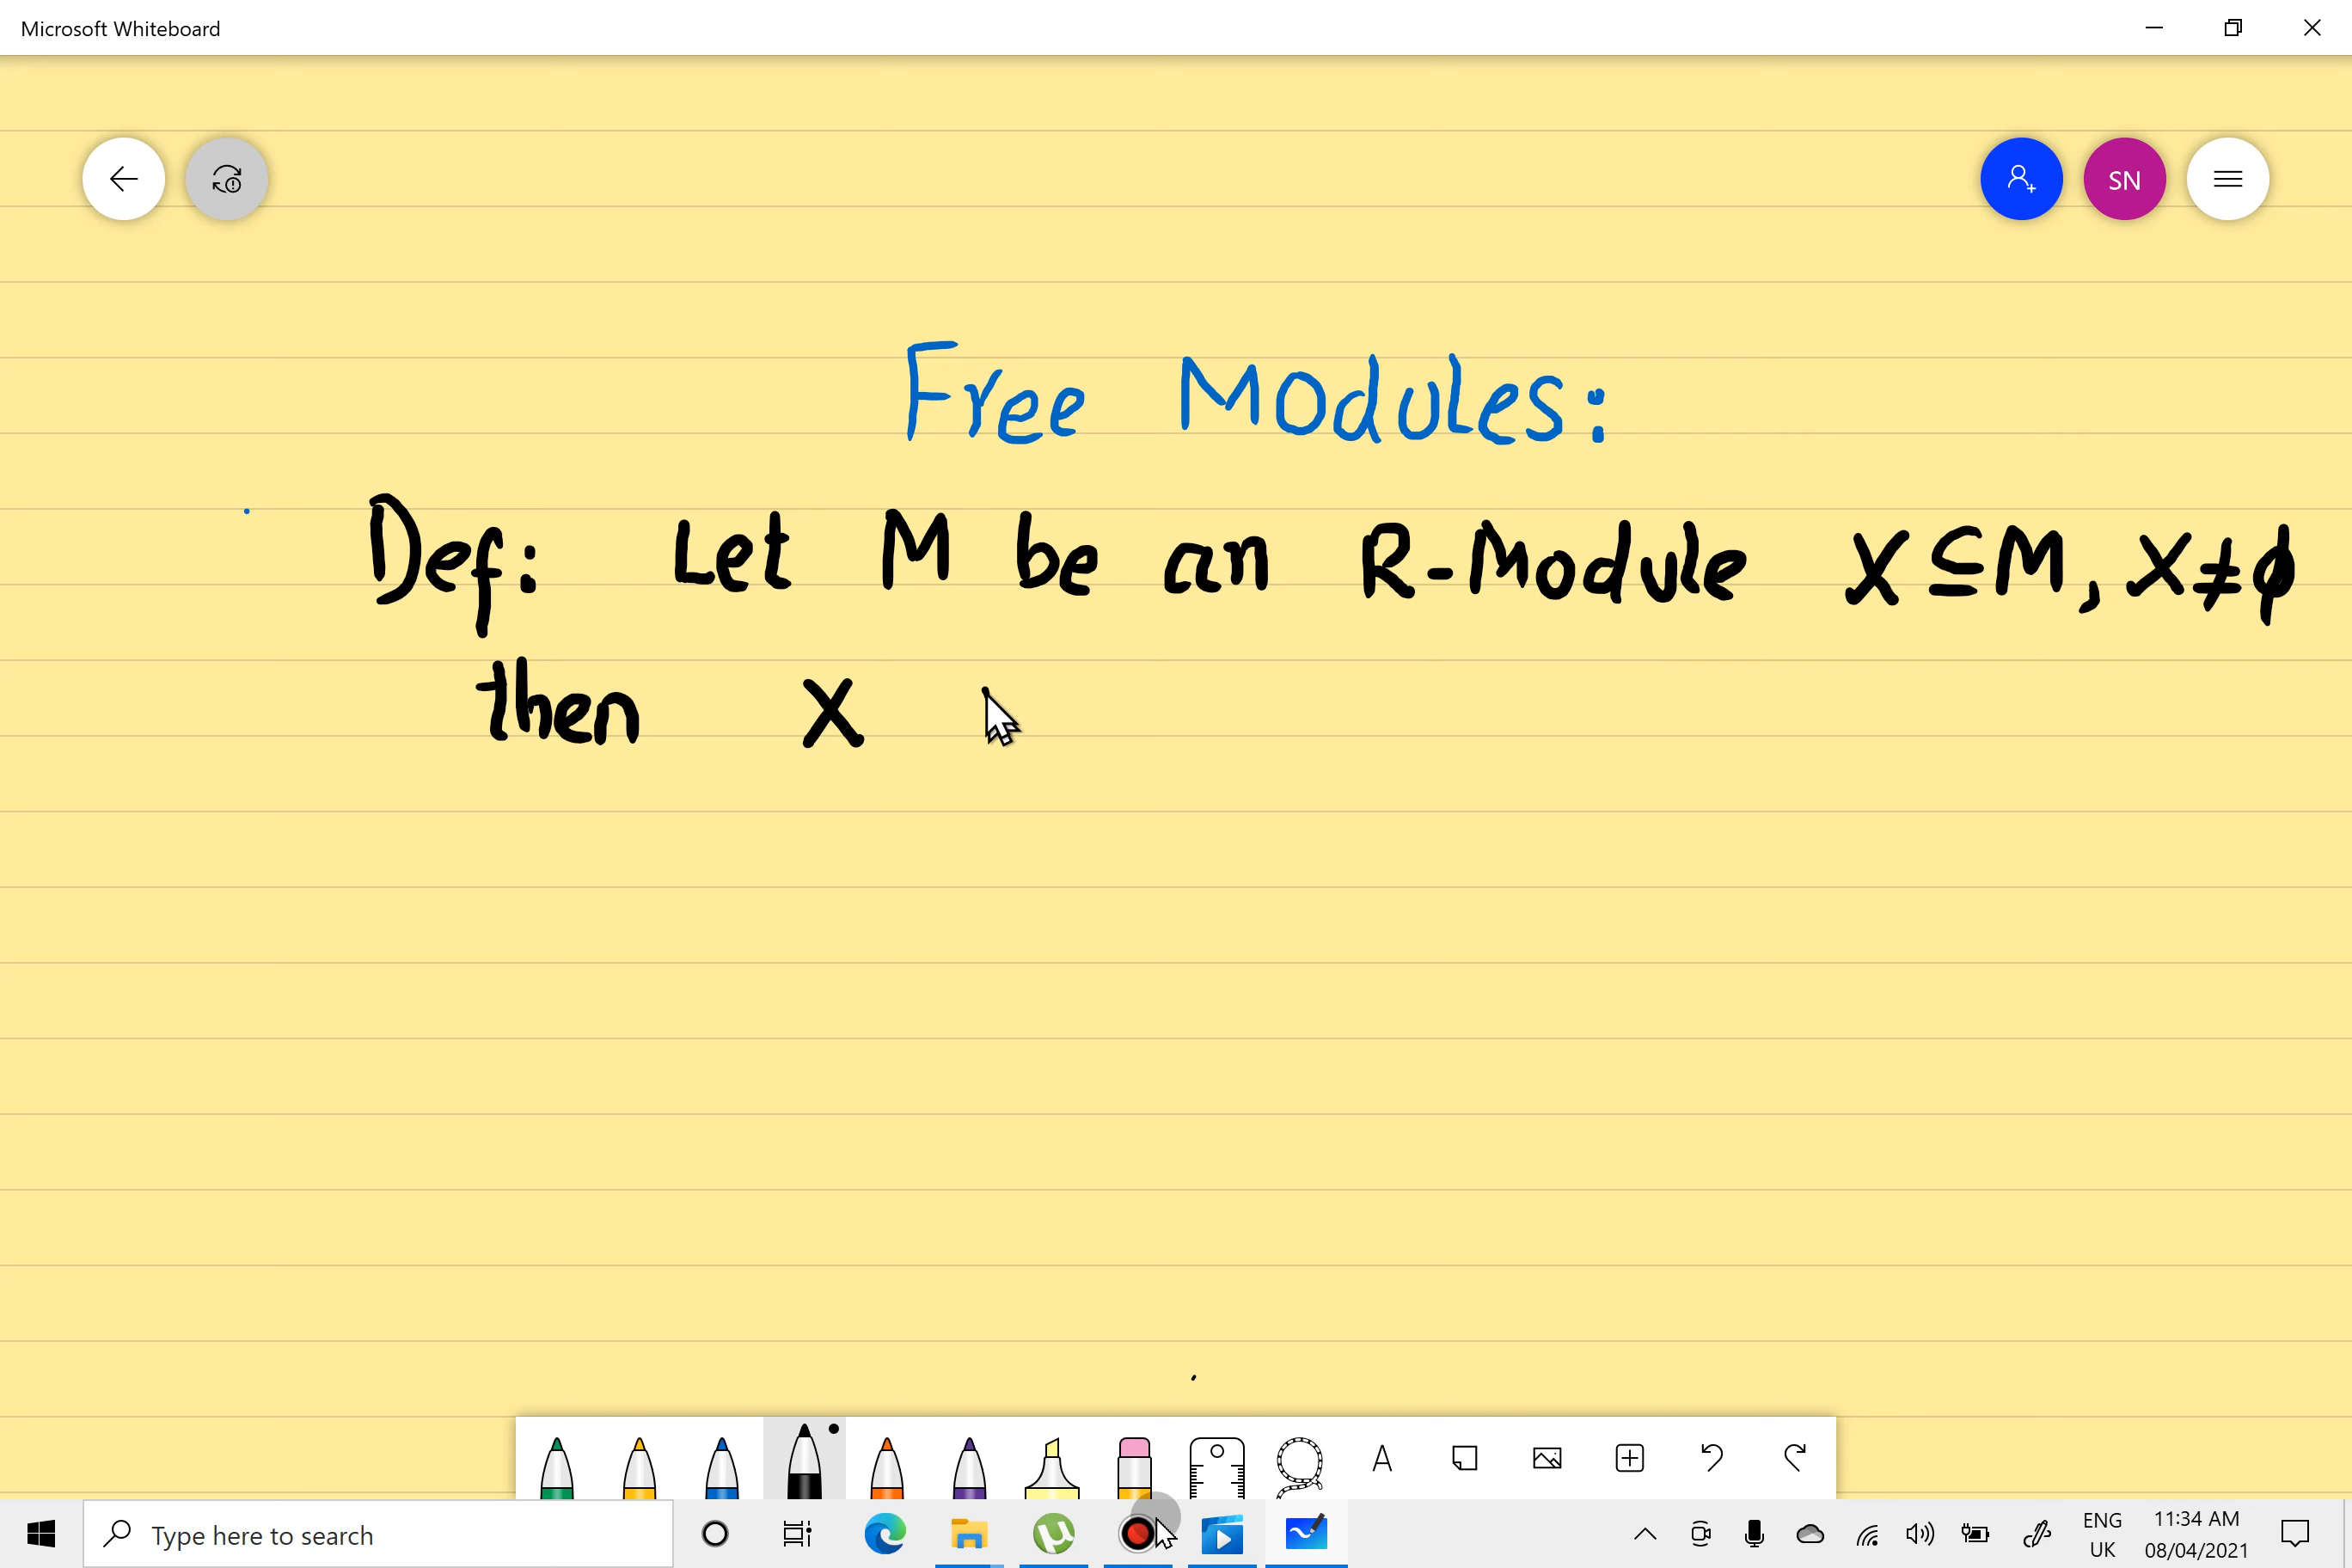 Microsoft Whiteboard
SN
Free Modules:
Def: Let M be an R-Module X ⊆ M, X ≠ ϕ
then X
A
Type here to search
ENG
UK
11:34 AM
08/04/2021